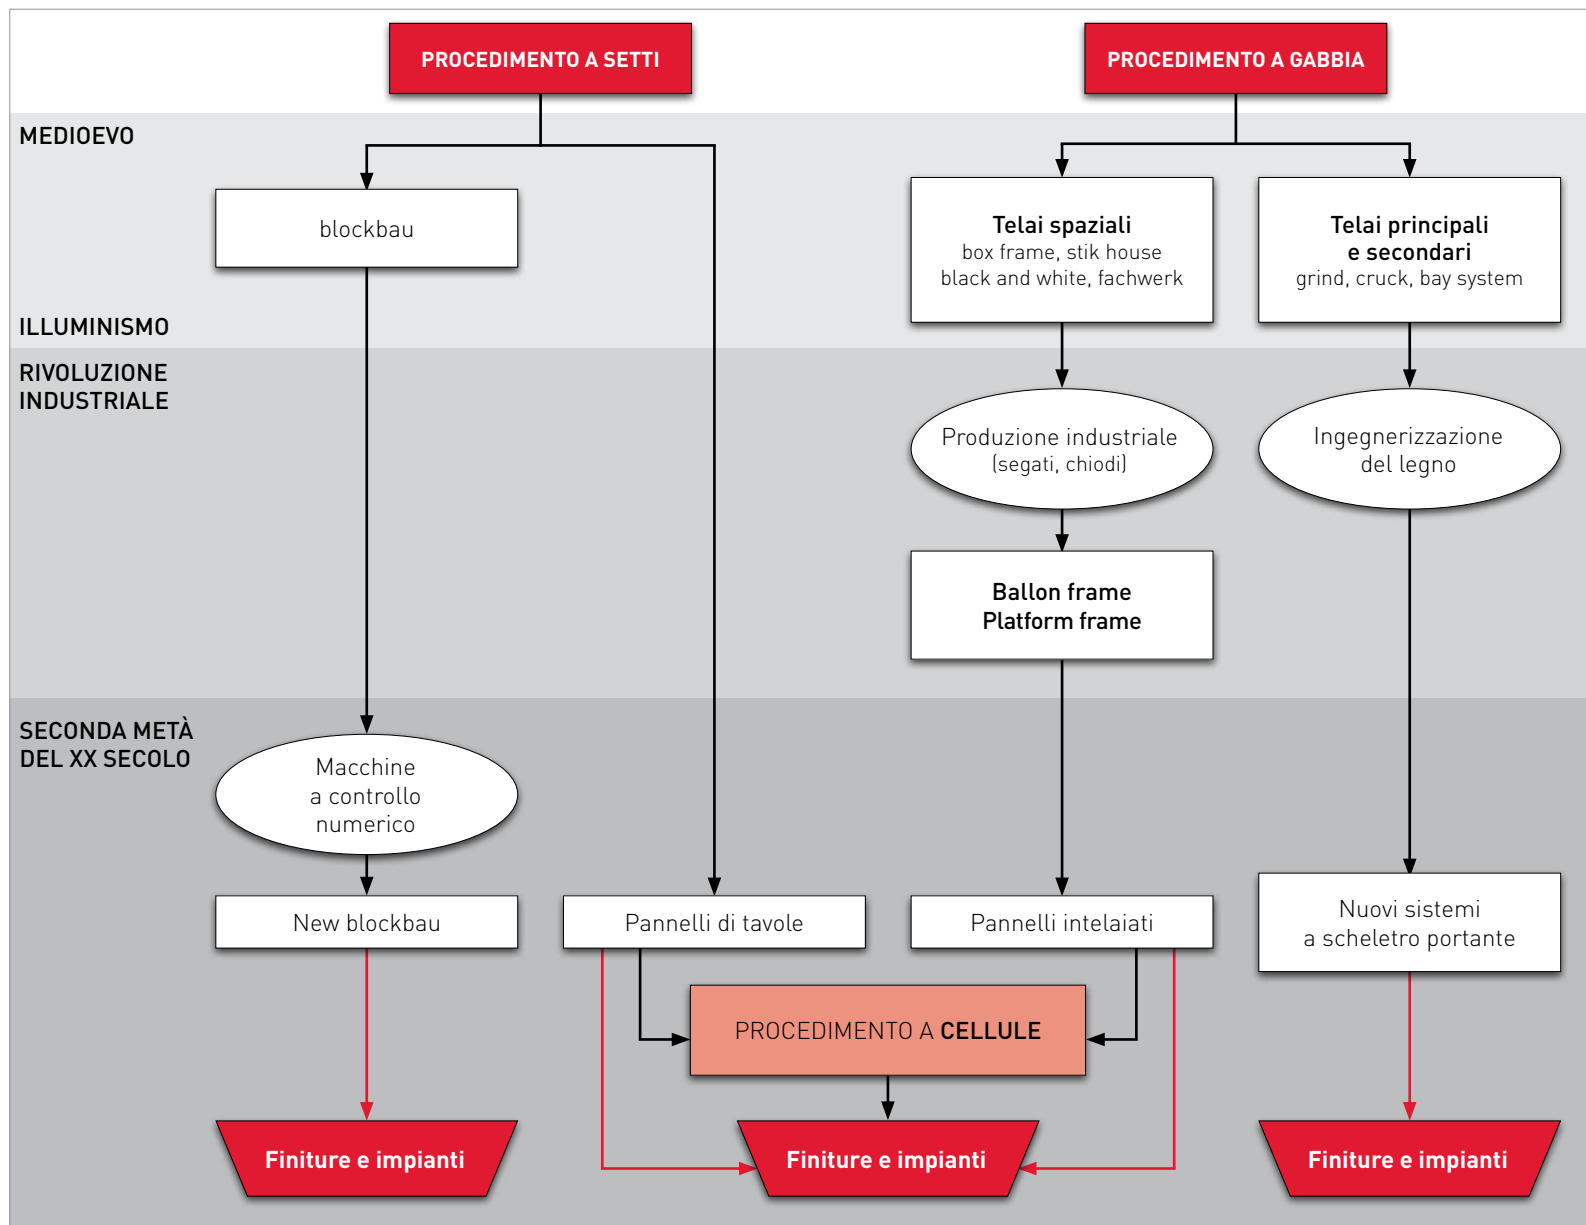 PROCEDIMENTO A SETTI
PROCEDIMENTO A GABBIA
MEDIOEVO
blockbau
Telai spaziali
box frame, stik house
black and white, fachwerk
Telai principali
e secondari
grind, cruck, bay system
ILLUMINISMO
RIVOLUZIONE
INDUSTRIALE
Produzione industriale
(segati, chiodi)
Ingegnerizzazione
del legno
Ballon frame
Platform frame
SECONDA METÀ
DEL XX SECOLO
Macchine
a controllo
numerico
New blockbau
Pannelli di tavole
Pannelli intelaiati
Nuovi sistemi
a scheletro portante
PROCEDIMENTO A CELLULE
Finiture e impianti
Finiture e impianti
Finiture e impianti